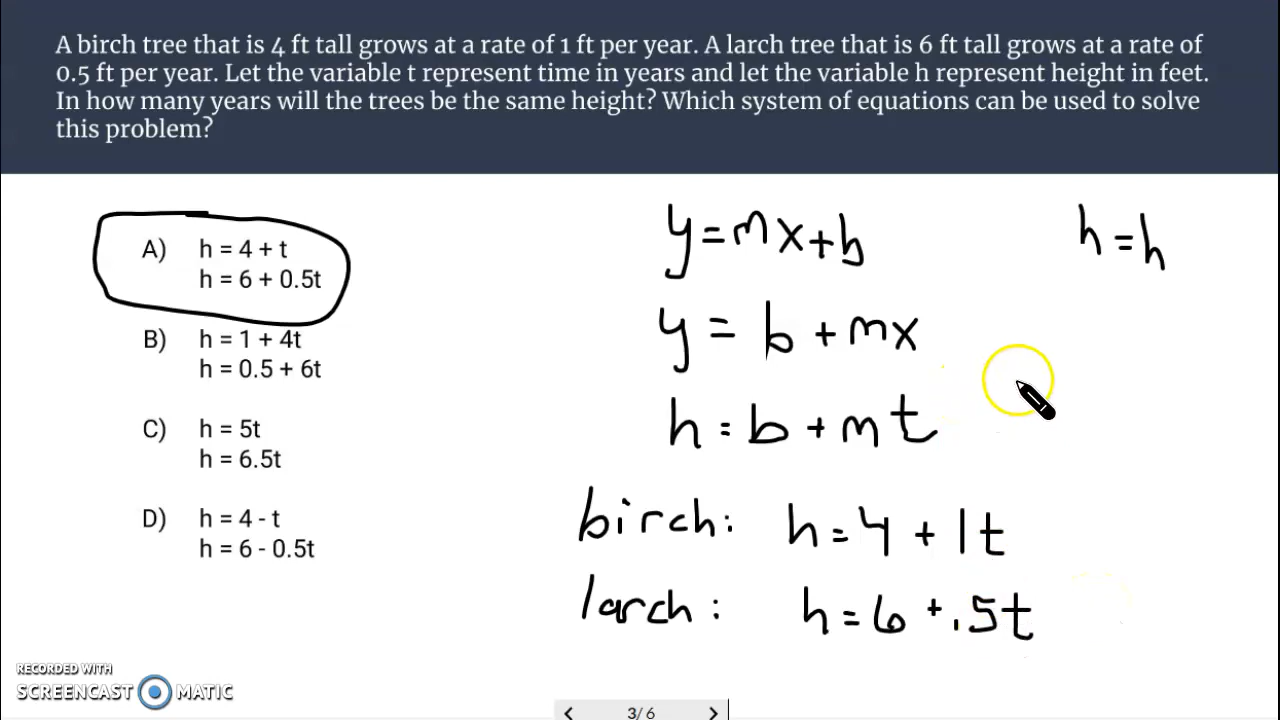 A birch tree that is 4 ft tall grows at a rate of 1 ft per year. A larch tree that is 6 ft tall grows at a rate of
0.5 ft per year. Let the variable t represent time in years and let the variable h represent height in feet.
In how many years will the trees be the same height? Which system of equations can be used to solve
this problem?
A) h = 4 + t
h = 6 + 0.5t
B) h = 1 + 4t
h = 0.5 + 6t
C) h = 5t
h = 6.5t
D) h = 4 - t
h = 6 - 0.5t
y = mx + b
h = h
y = b + mx
h = b + mt
birch: h = 4 + 1t
larch: h = 6 + .5t
RECORDED WITH
SCREENCAST MATIC
< 3/6 >